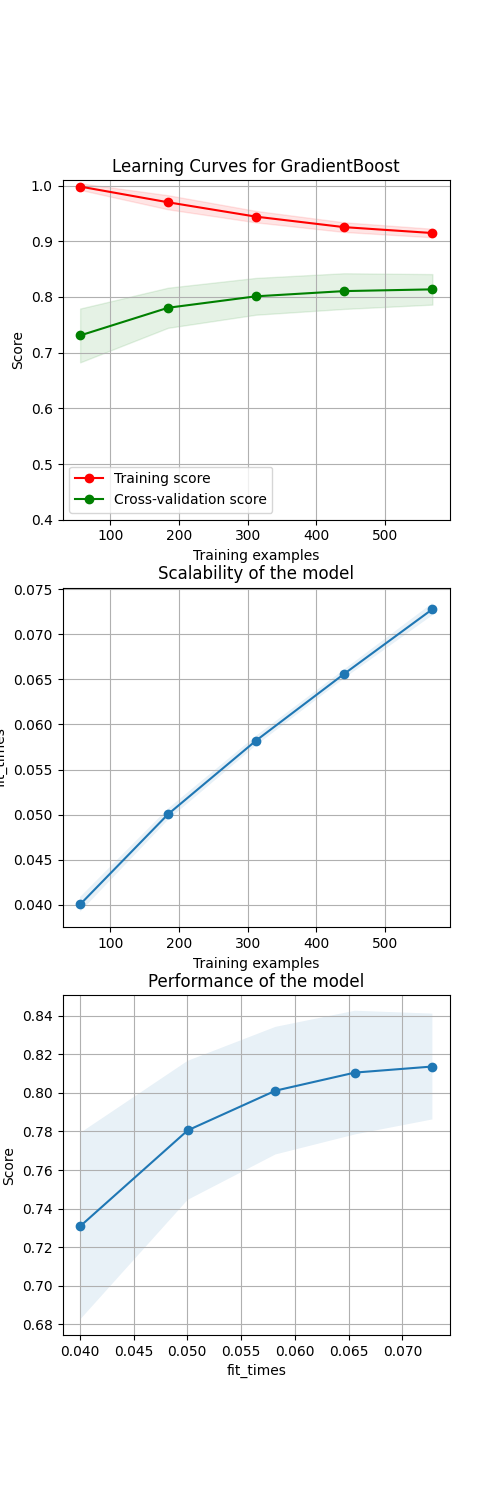 Learning Curves for GradientBoost
1.0
0.9
0.8
0.7
0.6
0.5
0.4
Score
Training score
Cross-validation score
100 200 300 400 500
Training examples
Scalability of the model
0.075
0.070
0.065
0.060
0.055
0.050
0.045
0.040
fit_times
100 200 300 400 500
Training examples
Performance of the model
0.84
0.82
0.80
0.78
0.76
0.74
0.72
0.70
0.68
Score
0.040 0.045 0.050 0.055 0.060 0.065 0.070
fit_times